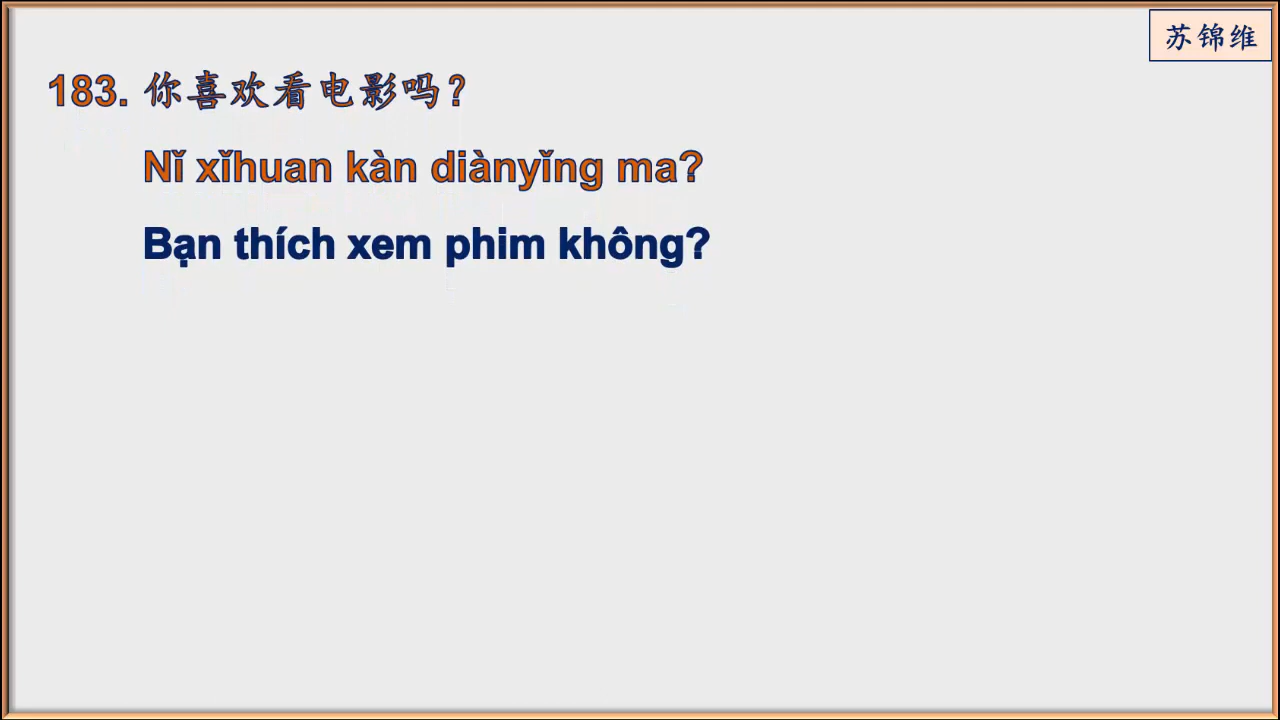 苏锦维
183. 你喜欢看电影吗？
Nǐ xǐhuan kàn diànyǐng ma?
Bạn thích xem phim không?